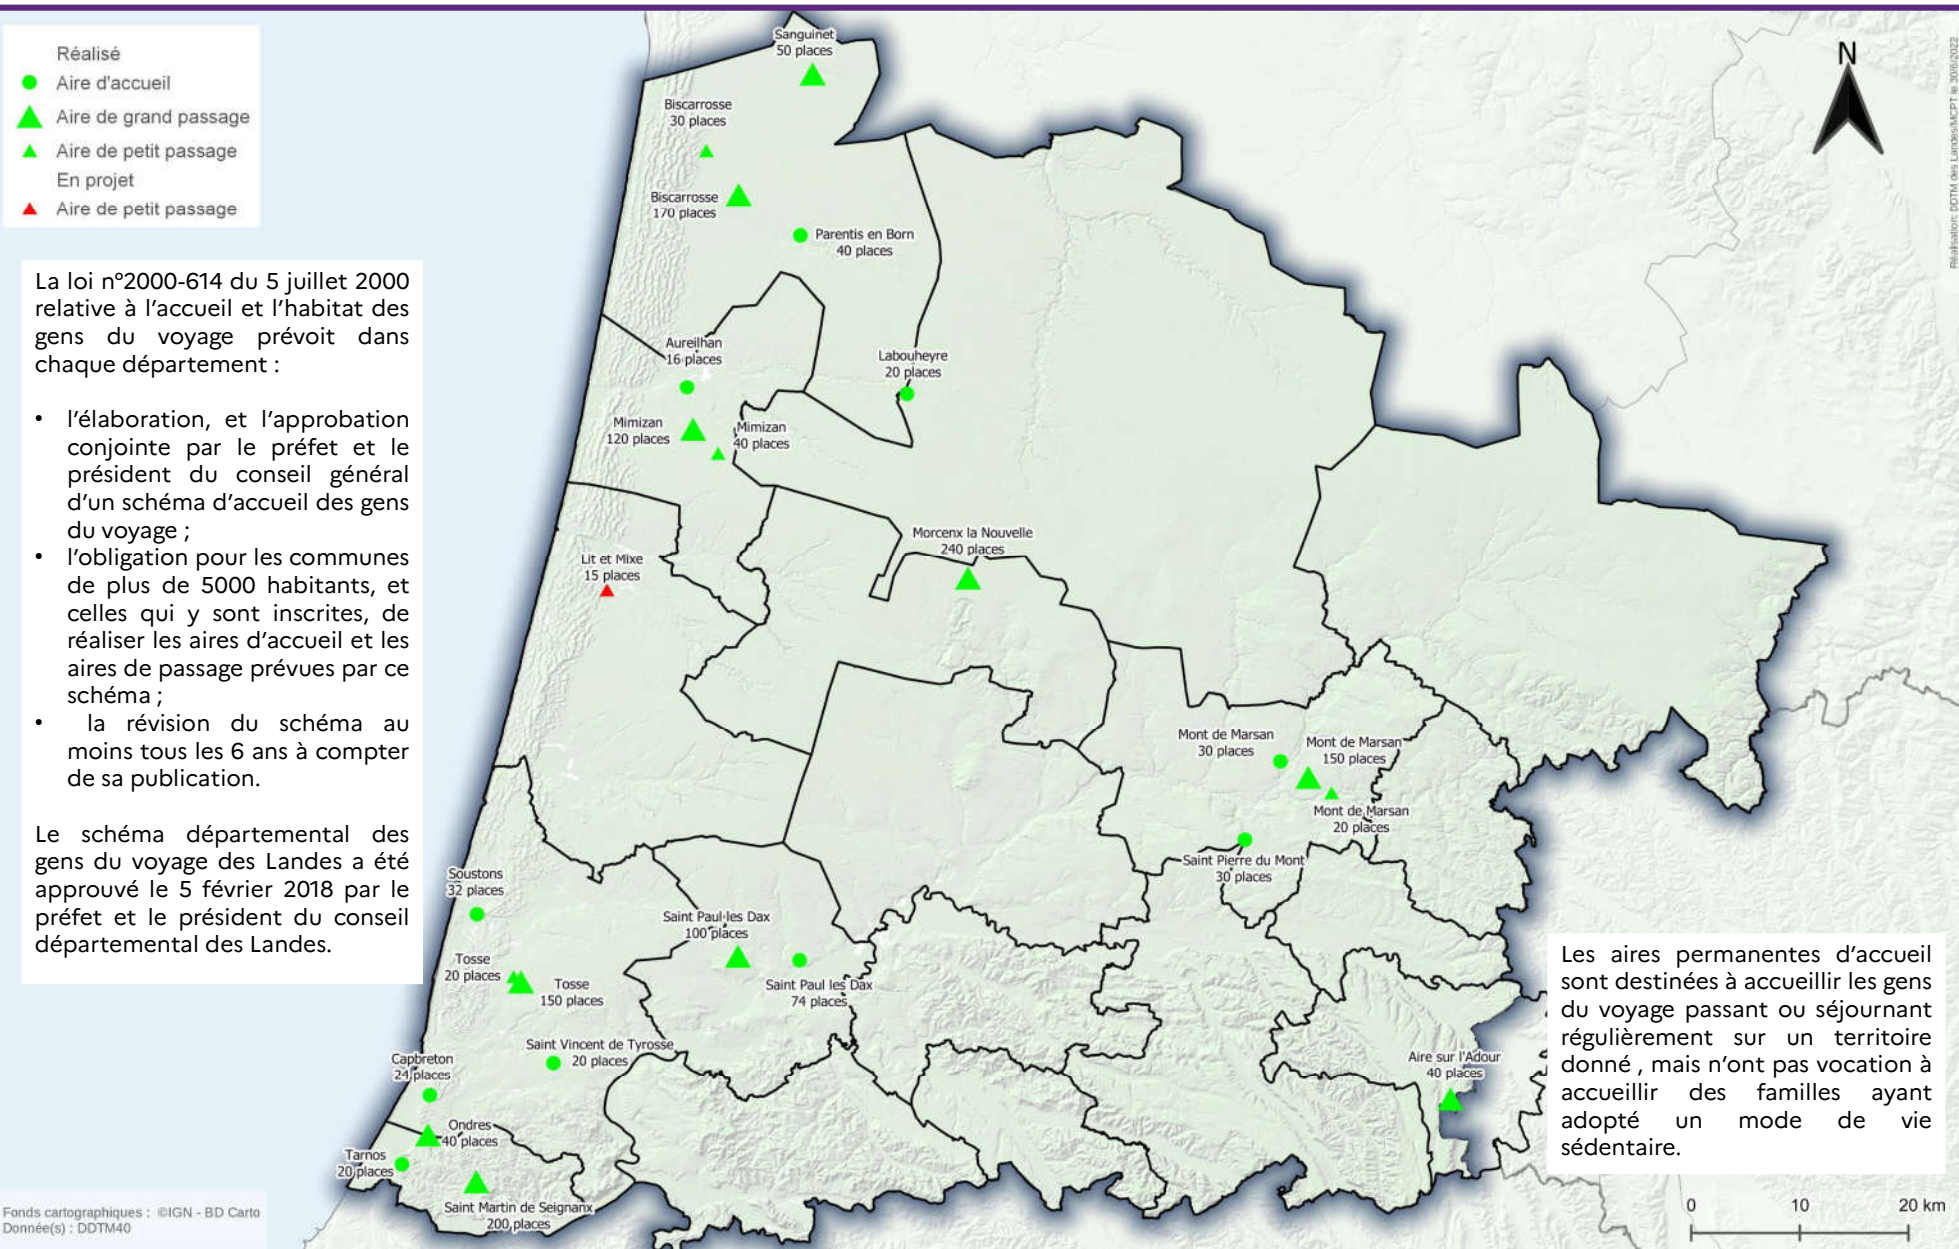 Réalisé
Aire d'accueil
Aire de grand passage
Aire de petit passage
En projet
Aire de petit passage
La loi n°2000-614 du 5 juillet 2000
relative à l'accueil et l'habitat des
gens du voyage prévoit dans
chaque département :
• l'élaboration, et l'approbation
conjointe par le préfet et le
président du conseil général
d'un schéma d'accueil des gens
du voyage ;
• l'obligation pour les communes
de plus de 5000 habitants, et
celles qui y sont inscrites, de
réaliser les aires d'accueil et les
aires de passage prévues par ce
schéma ;
• la révision du schéma au
moins tous les 6 ans à compter
de sa publication.
Le schéma départemental des
gens du voyage des Landes a été
approuvé le 5 février 2018 par le
préfet et le président du conseil
départemental des Landes.
Sanguinet
50 places
Biscarrosse
30 places
Biscarrosse
170 places
Parentis en Born
40 places
Aureilhan
16 places
Labouheyre
20 places
Mimizan
120 places
Mimizan
40 places
Morcenx la Nouvelle
240 places
Lit et Mixe
15 places
Mont de Marsan
30 places
Mont de Marsan
150 places
Mont de Marsan
20 places
Saint Pierre du Mont
30 places
Soustons
32 places
Saint Paul les Dax
100 places
Saint Paul les Dax
74 places
Tosse
20 places
Tosse
150 places
Saint Vincent de Tyrosse
20 places
Capbreton
24 places
Aire sur l'Adour
40 places
Ondres
40 places
Tarnos
20 places
Saint Martin de Seignanx
200 places
N
Réalisation: DDTM des Landes/MCPT le 30/6/2022
Les aires permanentes d'accueil
sont destinées à accueillir les gens
du voyage passant ou séjournant
régulièrement sur un territoire
donné , mais n'ont pas vocation à
accueillir des familles ayant
adopté un mode de vie
sédentaire.
0 10 20 km
Fonds cartographiques : ©IGN - BD Carto
Donnée(s) : DDTM40